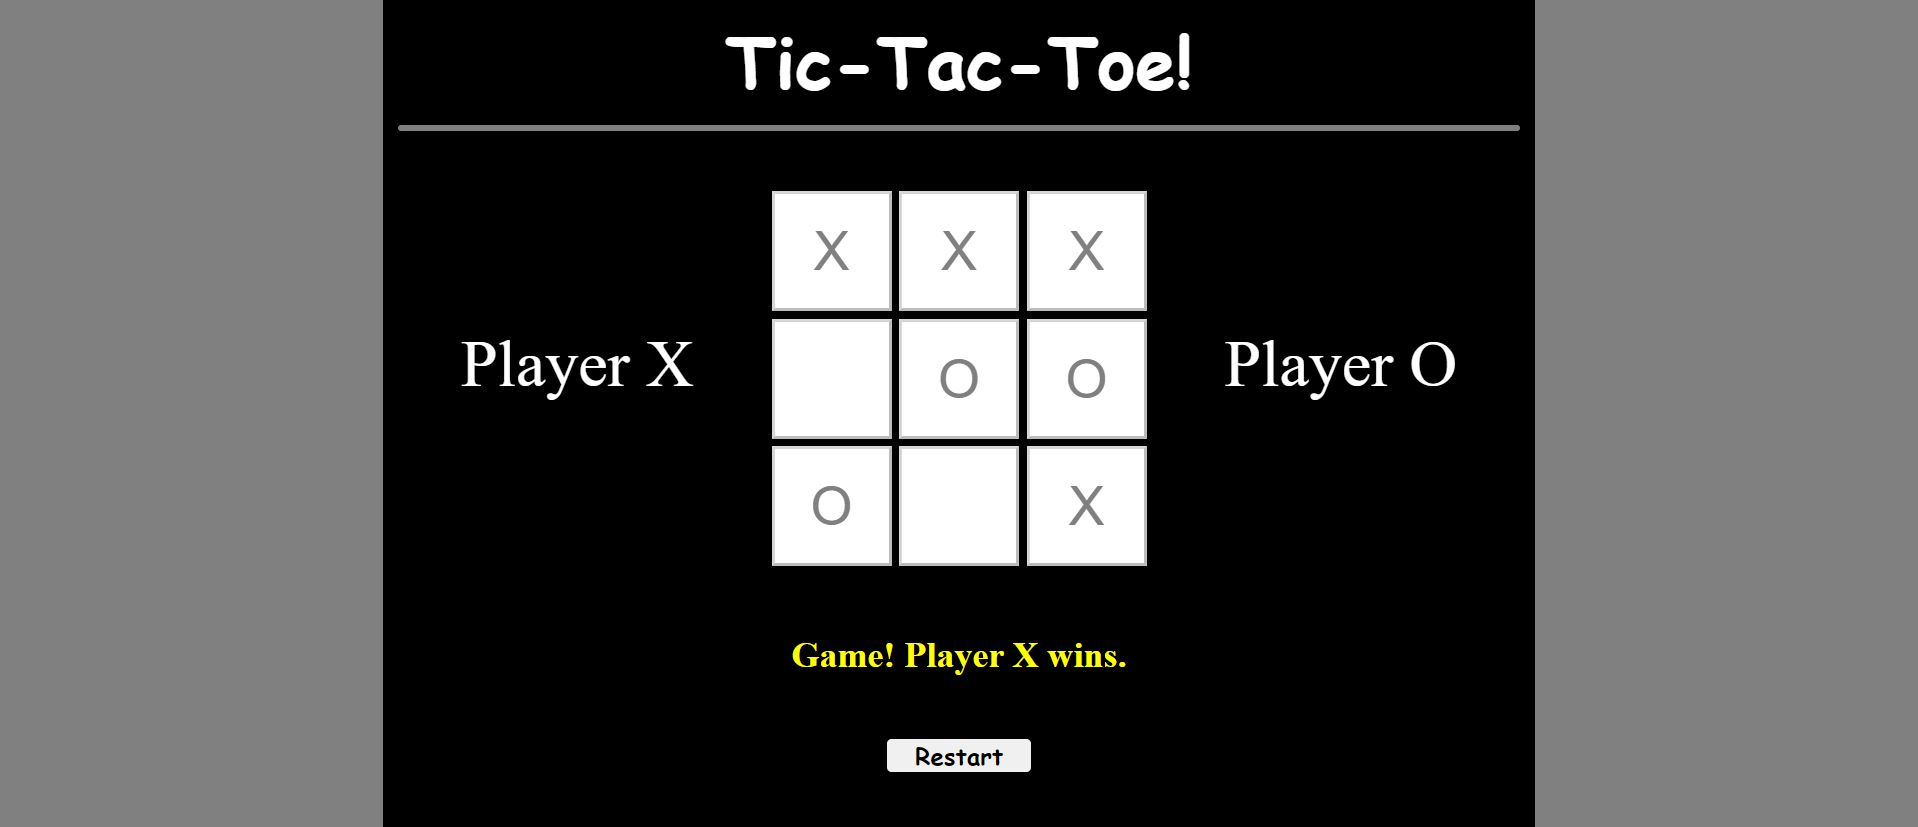 Tic-Tac-Toe!
X X X
Player X
O O
Player O
O X
Game! Player X wins.
Restart